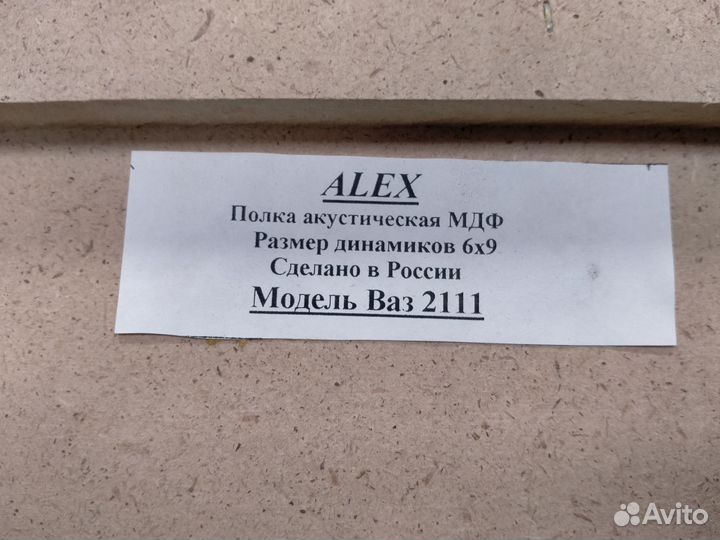 ALEX
Полка акустическая МДФ
Размер динамиков 6х9
Сделано в России
Модель Ваз 2111
Avito